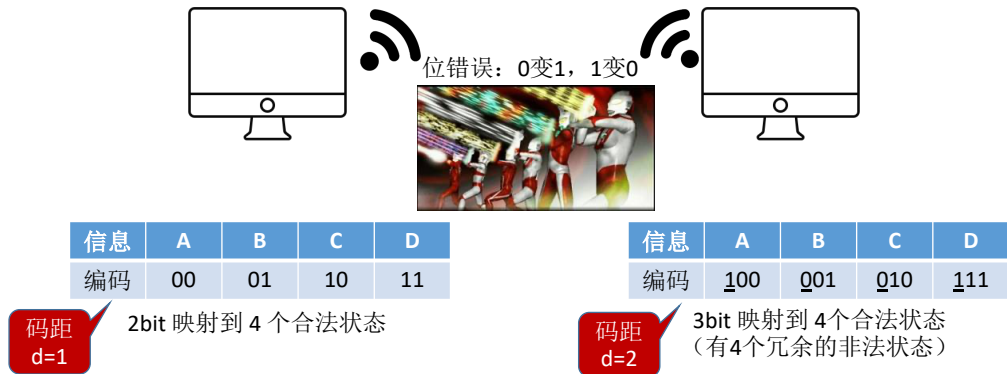 位错误：0变1，1变0
信息 A B C D
编码 00 01 10 11
码距
d=1
2bit 映射到 4 个合法状态
信息 A B C D
编码 100 001 010 111
码距
d=2
3bit 映射到 4个合法状态
（有4个冗余的非法状态）